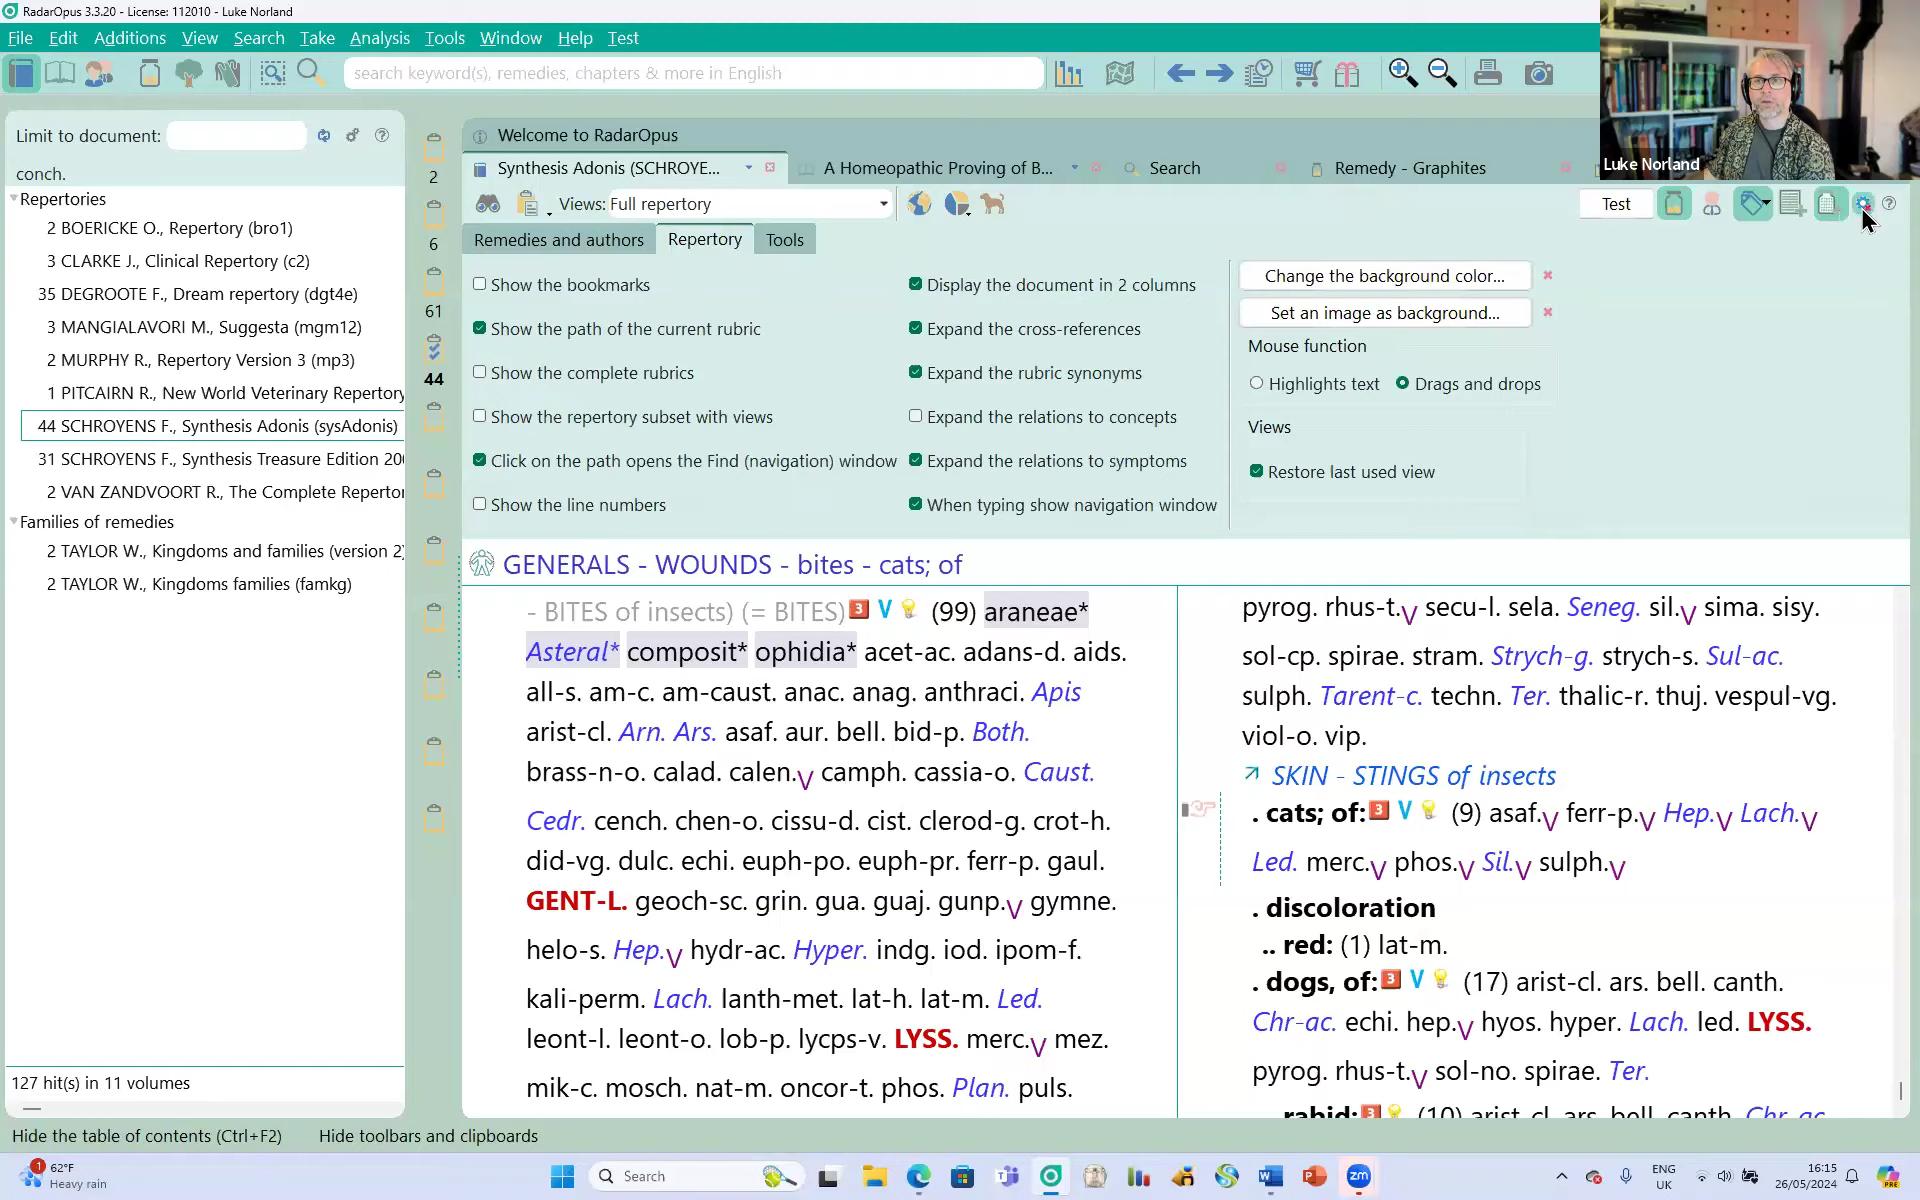 RadarOpus 3.3.20 - License: 112010 - Luke Norland
File Edit Additions View Search Take Analysis Tools Window Help Test
search keyword(s), remedies, chapters & more in English
Luke Norland
Limit to document:
conch.
Repertories
2 BOERICKE O., Repertory (bro1)
3 CLARKE J., Clinical Repertory (c2)
35 DEGROOTE F., Dream repertory (dgt4e)
3 MANGIALAVORI M., Suggesta (mgm12)
2 MURPHY R., Repertory Version 3 (mp3)
1 PITCAIRN R., New World Veterinary Repertory
44 SCHROYENS F., Synthesis Adonis (sysAdonis)
31 SCHROYENS F., Synthesis Treasure Edition 20
2 VAN ZANDVOORT R., The Complete Reperto
Families of remedies
2 TAYLOR W., Kingdoms and families (version 2)
2 TAYLOR W., Kingdoms families (famkg)
127 hit(s) in 11 volumes
2
6
61
44
Welcome to RadarOpus
Synthesis Adonis (SCHROYE... A Homeopathic Proving of B... Search Remedy - Graphites
Views: Full repertory
Test
Remedies and authors Repertory Tools
Show the bookmarks
Show the path of the current rubric
Show the complete rubrics
Show the repertory subset with views
Click on the path opens the Find (navigation) window
Show the line numbers
Display the document in 2 columns
Expand the cross-references
Expand the rubric synonyms
Expand the relations to concepts
Expand the relations to symptoms
When typing show navigation window
Change the background color...
Set an image as background...
Mouse function
Highlights text Drags and drops
Views
Restore last used view
GENERALS - WOUNDS - bites - cats; of
- BITES of insects) (= BITES) 3 V (99) araneae*
Asteral* composit* ophidia* acet-ac. adans-d. aids.
all-s. am-c. am-caust. anac. anag. anthraci. Apis
arist-cl. Arn. Ars. asaf. aur. bell. bid-p. Both.
brass-n-o. calad. calen.V camph. cassia-o. Caust.
Cedr. cench. chen-o. cissu-d. cist. clerod-g. crot-h.
did-vg. dulc. echi. euph-po. euph-pr. ferr-p. gaul.
GENT-L. geoch-sc. grin. gua. guaj. gunp.V gymne.
helo-s. Hep.V hydr-ac. Hyper. indg. iod. ipom-f.
kali-perm. Lach. lanth-met. lat-h. lat-m. Led.
leont-l. leont-o. lob-p. lycps-v. LYSS. merc.V mez.
mik-c. mosch. nat-m. oncor-t. phos. Plan. puls.
pyrog. rhus-t.V secu-l. sela. Seneg. sil.V sima. sisy.
sol-cp. spirae. stram. Strych-g. strych-s. Sul-ac.
sulph. Tarent-c. techn. Ter. thalic-r. thuj. vespul-vg.
viol-o. vip.
SKIN - STINGS of insects
. cats; of: 3 V (9) asaf.V ferr-p.V Hep.V Lach.V
Led. merc.V phos.V Sil.V sulph.V
. discoloration
.. red: (1) lat-m.
. dogs, of: 3 V (17) arist-cl. ars. bell. canth.
Chr-ac. echi. hep.V hyos. hyper. Lach. led. LYSS.
pyrog. rhus-t.V sol-no. spirae. Ter.
rabid: 3 (10) arist-cl. ars. bell. canth. Chr-ac.
Hide the table of contents (Ctrl+F2) Hide toolbars and clipboards
1
62°F
Heavy rain
Search
zm
ENG
UK
16:15
26/05/2024
PRE